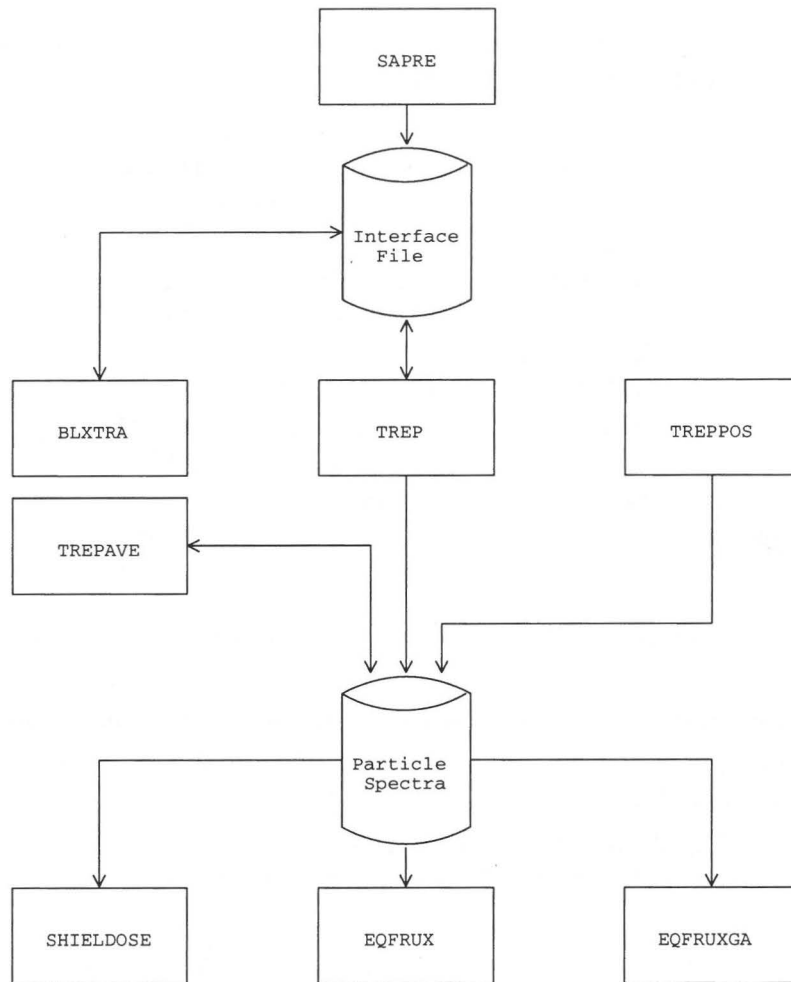 SAPRE
Interface
File
BLXTRA
TREP
TREPPOS
TREPAVE
Particle
Spectra
SHIELDOSE
EQFRUX
EQFRUXGA